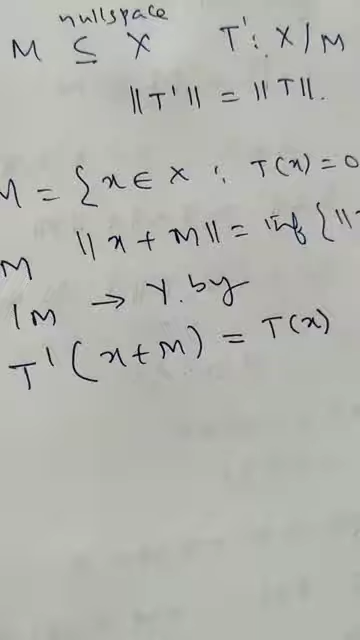 nullspace
M ⊆ X T' : X/M
||T'|| = ||T||.
M = {x ∈ X : T(x) = 0
M ||x + M|| = inf {||
/M → Y. by
T'(x+M) = T(x)